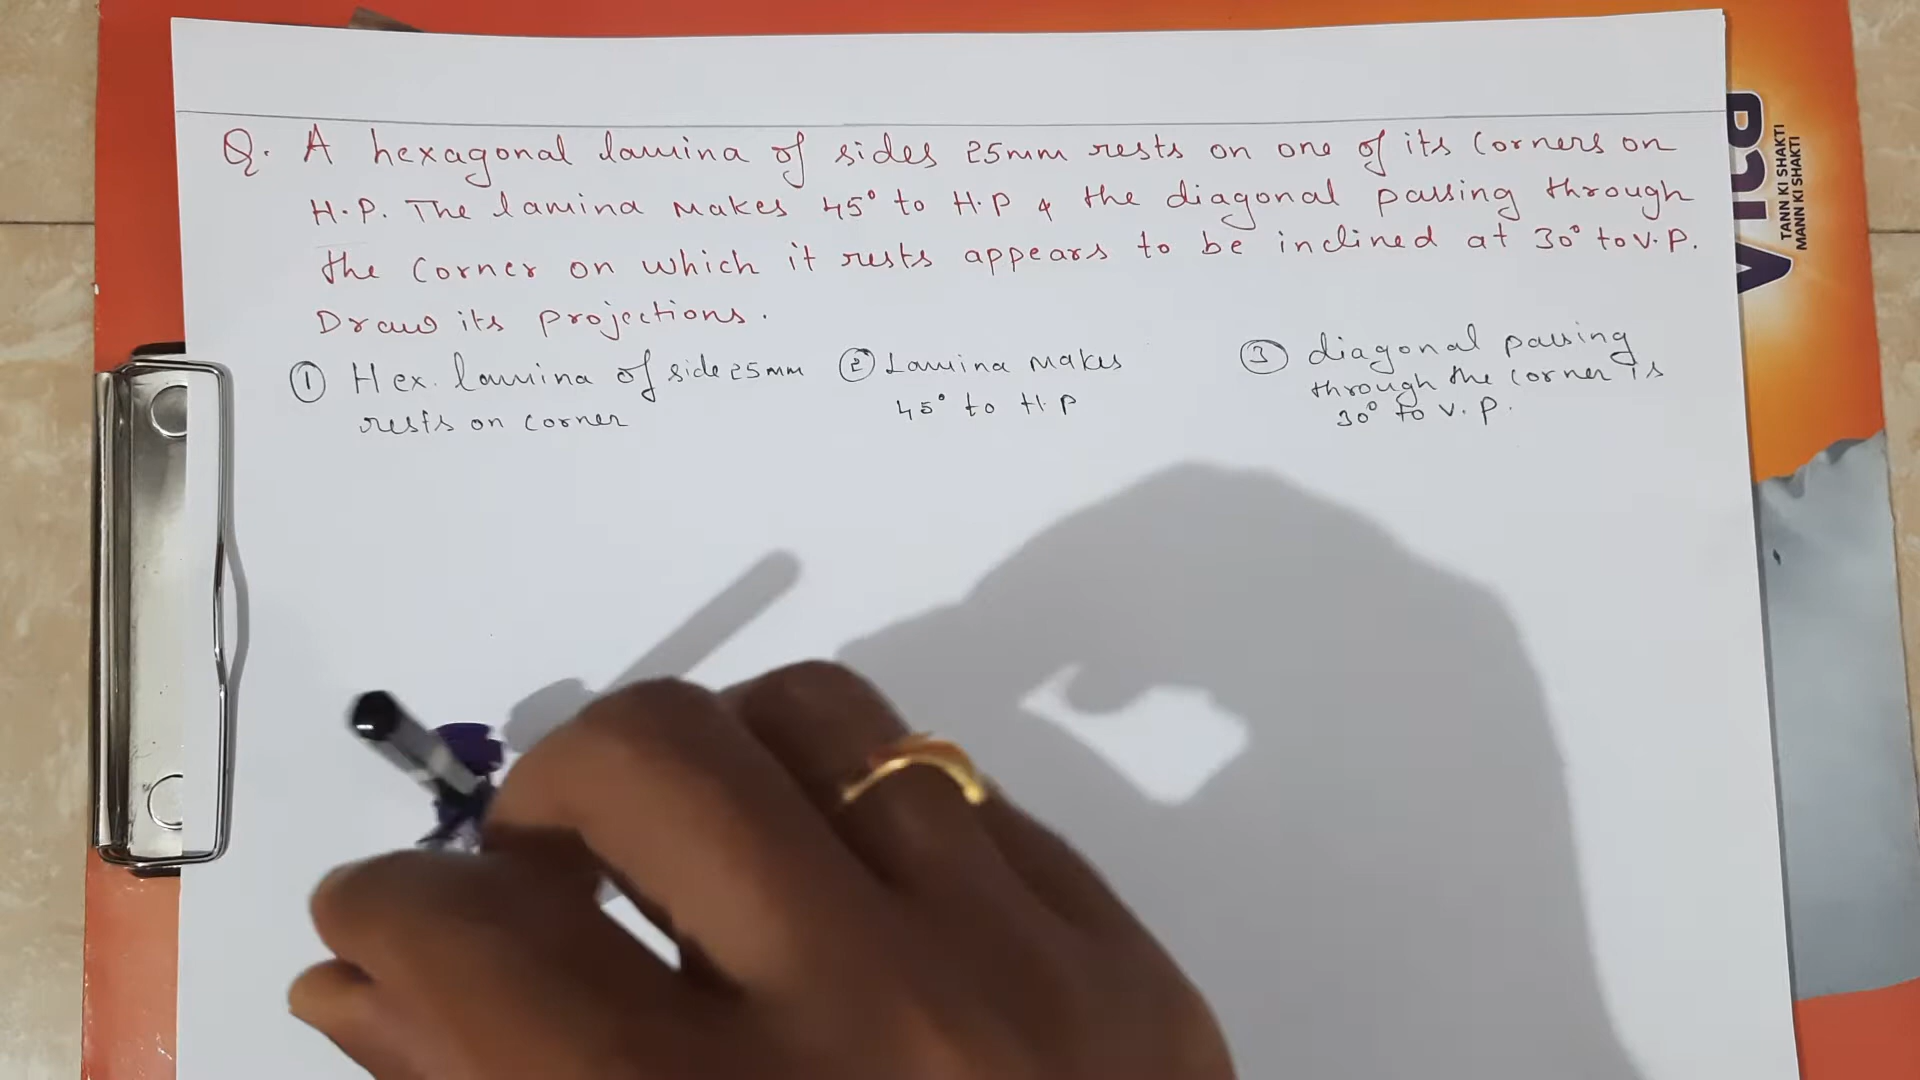 Q. A hexagonal lamina of sides 25mm rests on one of its corners on
H.P. The lamina makes 45° to H.P & the diagonal passing through
the corner on which it rests appears to be inclined at 30° to V.P.
Draw its projections.
① Hex. lamina of side 25mm
rests on corner
② Lamina makes
45° to H.P
③ diagonal passing
through the corner is
30° to V.P.
VITA
TANN KI SHAKTI
MANN KI SHAKTI